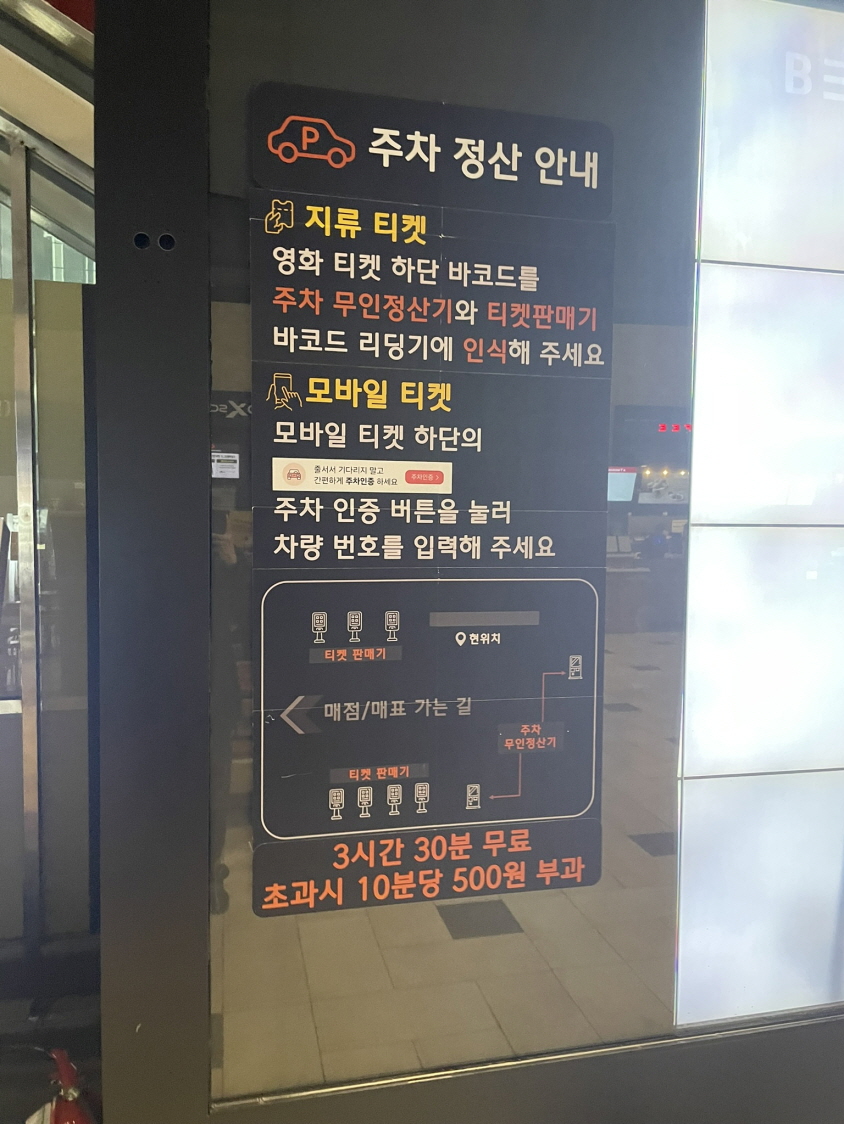 P 주차 정산 안내
지류 티켓
영화 티켓 하단 바코드를
주차 무인정산기와 티켓판매기
바코드 리딩기에 인식해 주세요
모바일 티켓
모바일 티켓 하단의
줄서서 기다리지 말고
간편하게 주차인증 하세요
주차인증 >
주차 인증 버튼을 눌러
차량 번호를 입력해 주세요
현위치
티켓 판매기
매점/매표 가는 길
주차
무인정산기
티켓 판매기
3시간 30분 무료
초과시 10분당 500원 부과